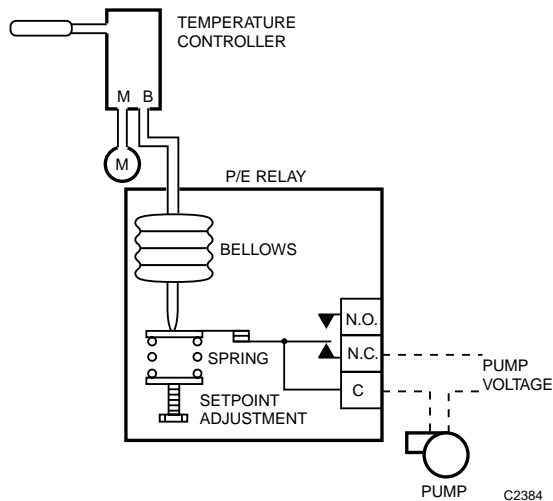 TEMPERATURE
CONTROLLER
M B
M
P/E RELAY
BELLOWS
N.O.
SPRING
N.C.
C
SETPOINT
ADJUSTMENT
PUMP
VOLTAGE
PUMP
C2384